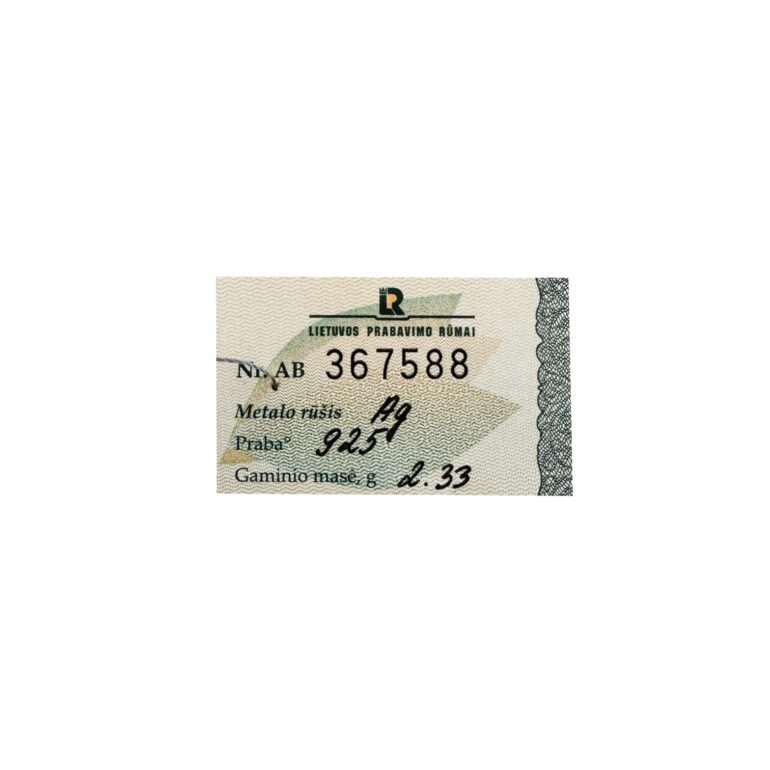 LR
LIETUVOS PRABAVIMO RŪMAI
Nr. AB 367588
Metalo rūšis Ag
Praba° 925
Gaminio masė, g 2.33